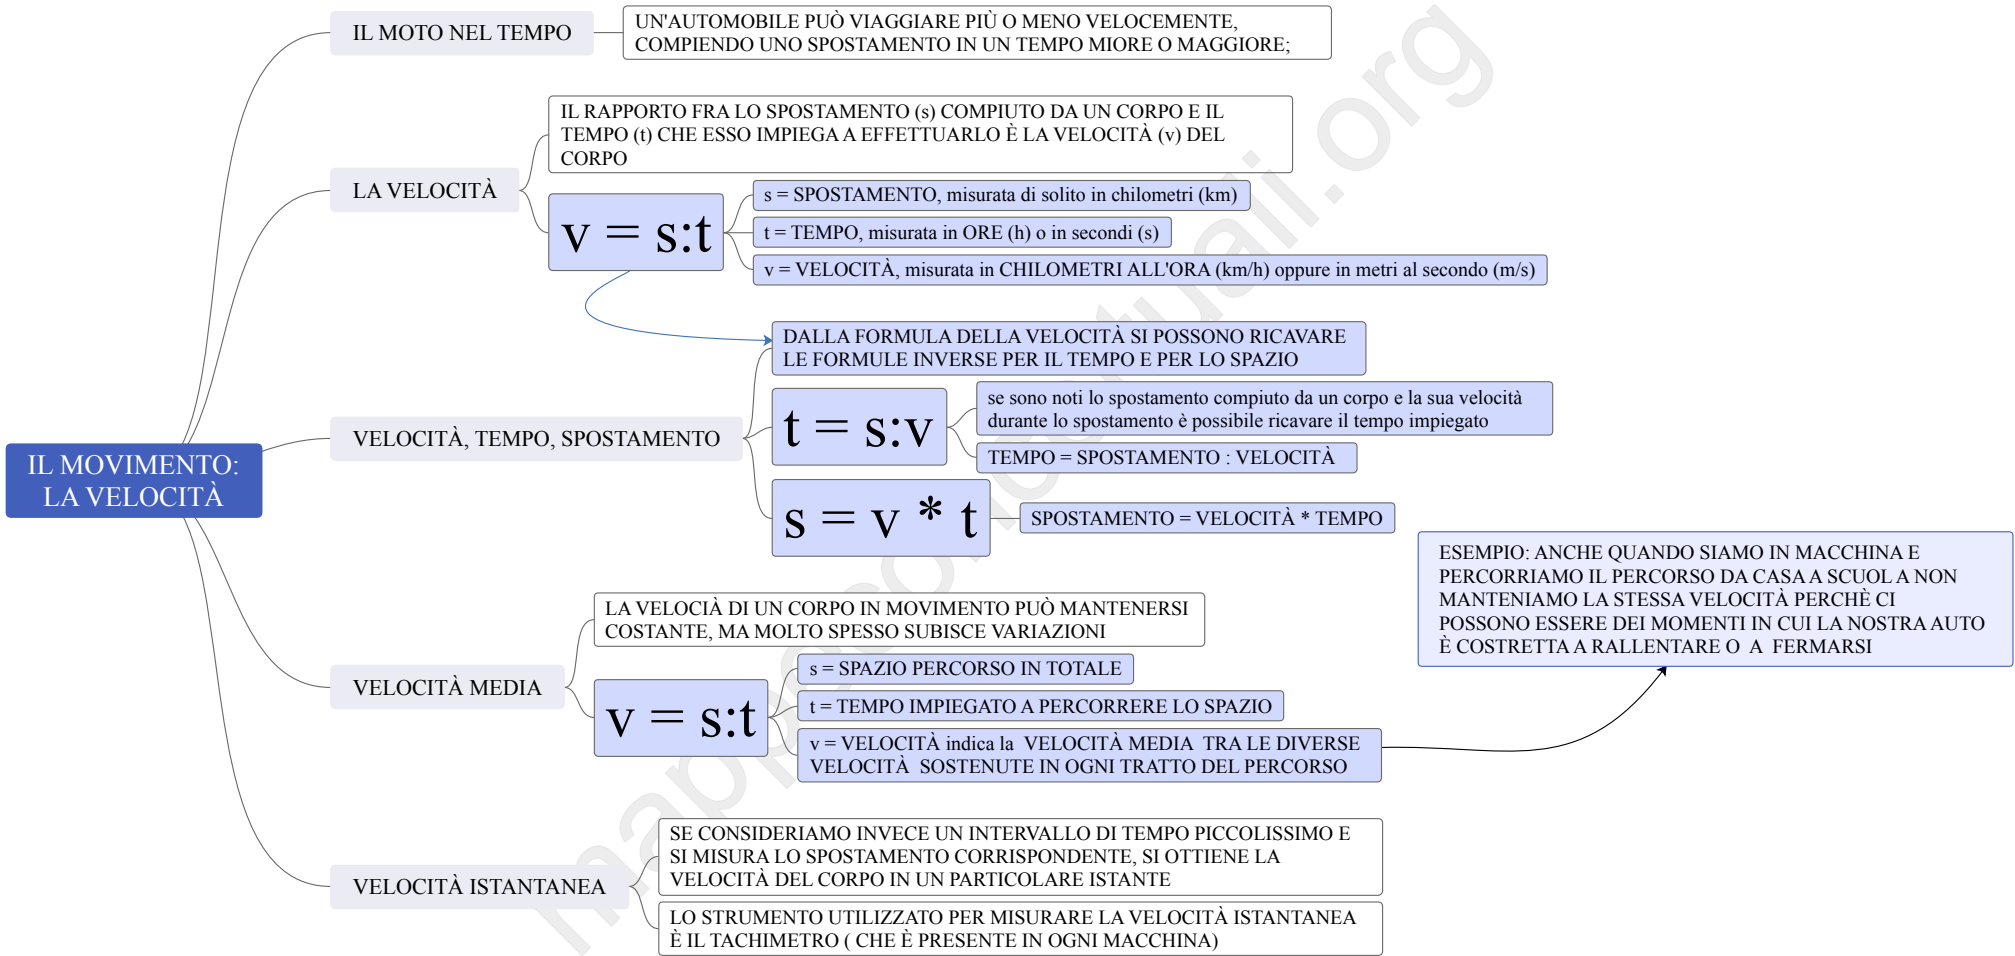 IL MOVIMENTO:
LA VELOCITÀ
IL MOTO NEL TEMPO
UN'AUTOMOBILE PUÒ VIAGGIARE PIÙ O MENO VELOCEMENTE,
COMPIENDO UNO SPOSTAMENTO IN UN TEMPO MIORE O MAGGIORE;
LA VELOCITÀ
IL RAPPORTO FRA LO SPOSTAMENTO (s) COMPIUTO DA UN CORPO E IL
TEMPO (t) CHE ESSO IMPIEGA A EFFETTUARLO È LA VELOCITÀ (v) DEL
CORPO
v = s:t
s = SPOSTAMENTO, misurata di solito in chilometri (km)
t = TEMPO, misurata in ORE (h) o in secondi (s)
v = VELOCITÀ, misurata in CHILOMETRI ALL'ORA (km/h) oppure in metri al secondo (m/s)
VELOCITÀ, TEMPO, SPOSTAMENTO
DALLA FORMULA DELLA VELOCITÀ SI POSSONO RICAVARE
LE FORMULE INVERSE PER IL TEMPO E PER LO SPAZIO
t = s:v
se sono noti lo spostamento compiuto da un corpo e la sua velocità
durante lo spostamento è possibile ricavare il tempo impiegato
TEMPO = SPOSTAMENTO : VELOCITÀ
s = v * t
SPOSTAMENTO = VELOCITÀ * TEMPO
VELOCITÀ MEDIA
LA VELOCIÀ DI UN CORPO IN MOVIMENTO PUÒ MANTENERSI
COSTANTE, MA MOLTO SPESSO SUBISCE VARIAZIONI
v = s:t
s = SPAZIO PERCORSO IN TOTALE
t = TEMPO IMPIEGATO A PERCORRERE LO SPAZIO
v = VELOCITÀ indica la VELOCITÀ MEDIA TRA LE DIVERSE
VELOCITÀ SOSTENUTE IN OGNI TRATTO DEL PERCORSO
ESEMPIO: ANCHE QUANDO SIAMO IN MACCHINA E
PERCORRIAMO IL PERCORSO DA CASA A SCUOLA NON
MANTENIAMO LA STESSA VELOCITÀ PERCHÈ CI
POSSONO ESSERE DEI MOMENTI IN CUI LA NOSTRA AUTO
È COSTRETTA A RALLENTARE O A FERMARSI
VELOCITÀ ISTANTANEA
SE CONSIDERIAMO INVECE UN INTERVALLO DI TEMPO PICCOLISSIMO E
SI MISURA LO SPOSTAMENTO CORRISPONDENTE, SI OTTIENE LA
VELOCITÀ DEL CORPO IN UN PARTICOLARE ISTANTE
LO STRUMENTO UTILIZZATO PER MISURARE LA VELOCITÀ ISTANTANEA
È IL TACHIMETRO ( CHE È PRESENTE IN OGNI MACCHINA)